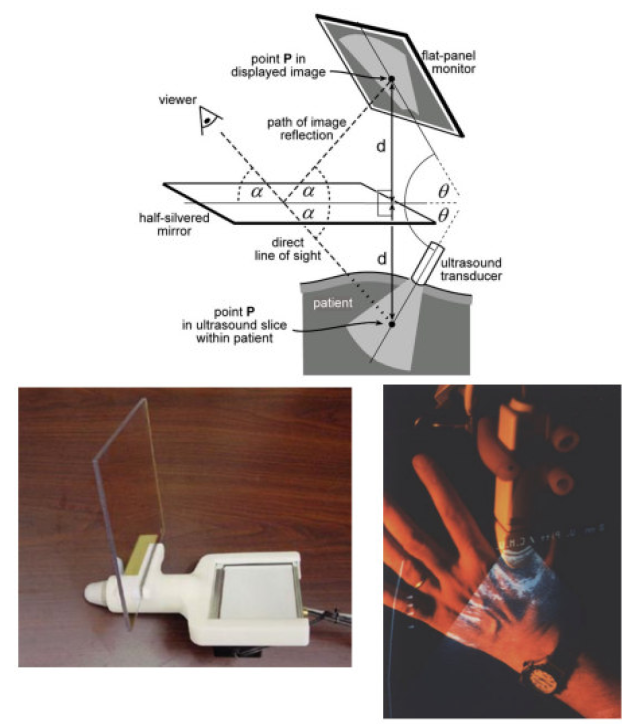 point P in
displayed image
flat-panel
monitor
viewer
path of image
reflection
d
α
α
θ
α
θ
half-silvered
mirror
direct
line of sight
d
ultrasound
transducer
patient
point P
in ultrasound slice
within patient